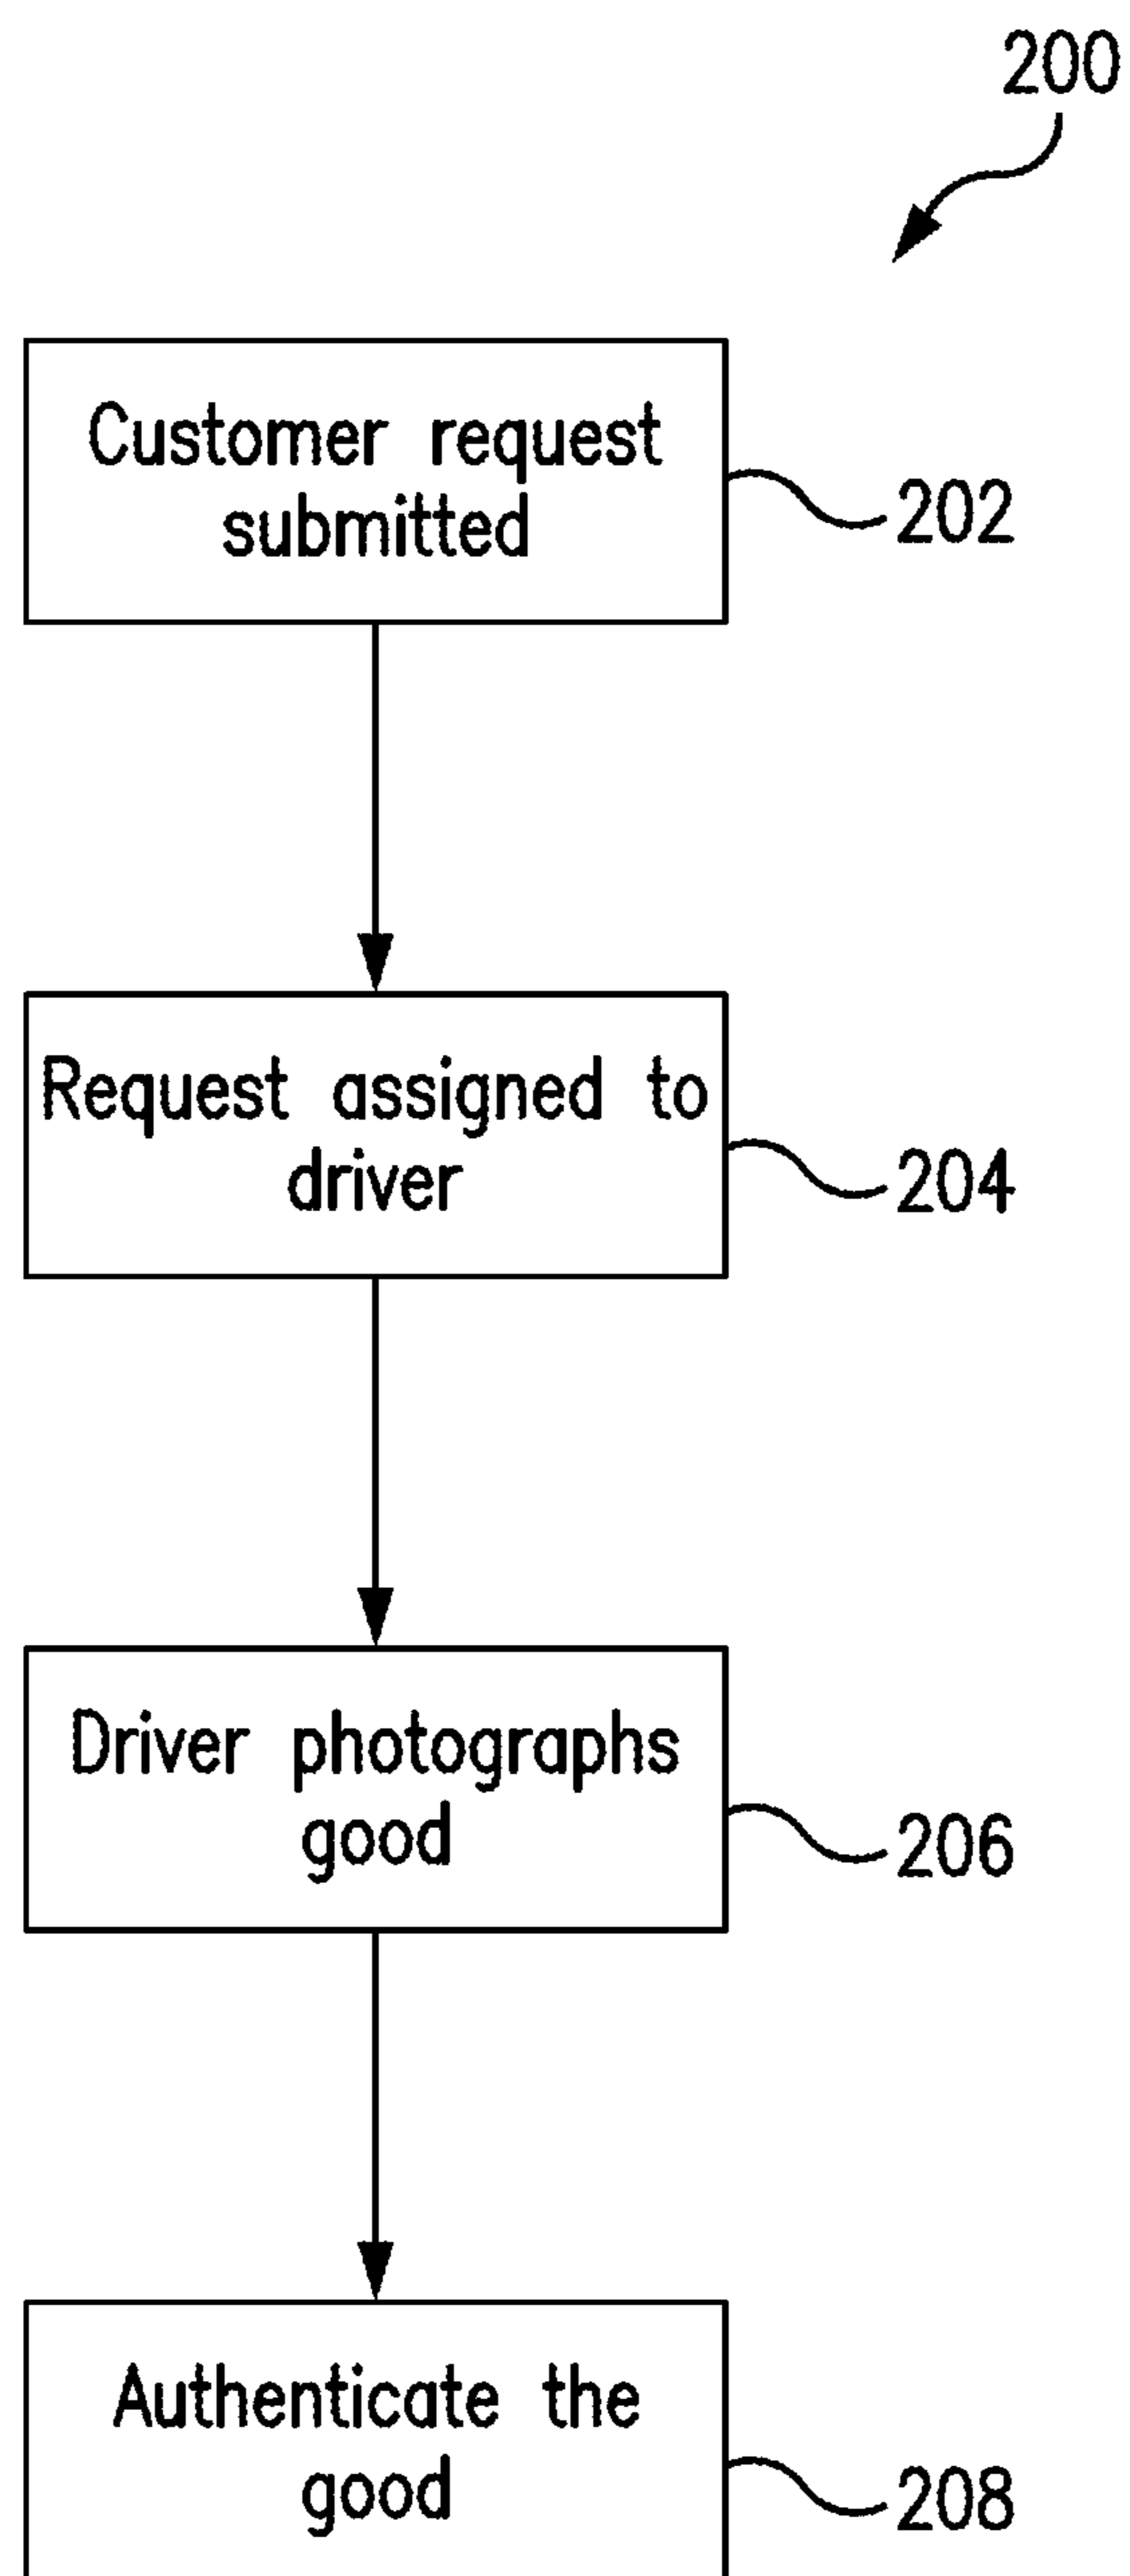 200
Customer request
submitted
202
Request assigned to
driver
204
Driver photographs
good
206
Authenticate the
good
208